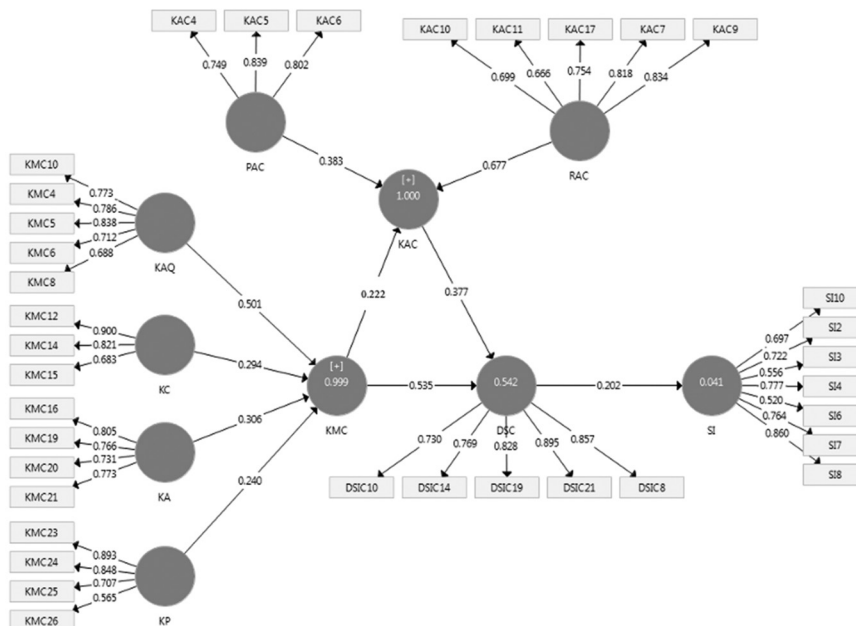 KAC4 KAC5 KAC6
KAC10 KAC11 KAC17 KAC7 KAC9
0.749 0.839 0.802
0.699 0.666 0.754 0.818 0.834
PAC
RAC
0.383
0.677
[+]
1.000
KAC
KMC10
KMC4
KMC5
KMC6
KMC8
0.773
0.786
0.838
0.712
0.688
KAQ
0.501
0.222
0.377
KMC12
KMC14
KMC15
0.900
0.821
0.683
KC
0.294
[+]
0.999
KMC
0.535
0.542
DSC
0.202
0.041
SI
SI10
SI2
SI3
SI4
SI6
SI7
SI8
0.697
0.722
0.556
0.777
0.520
0.764
0.860
KMC16
KMC19
KMC20
KMC21
0.805
0.766
0.731
0.773
KA
0.306
0.730 0.769 0.828 0.895 0.857
DSIC10 DSIC14 DSIC19 DSIC21 DSIC8
0.240
KMC23
KMC24
KMC25
KMC26
0.893
0.848
0.707
0.565
KP